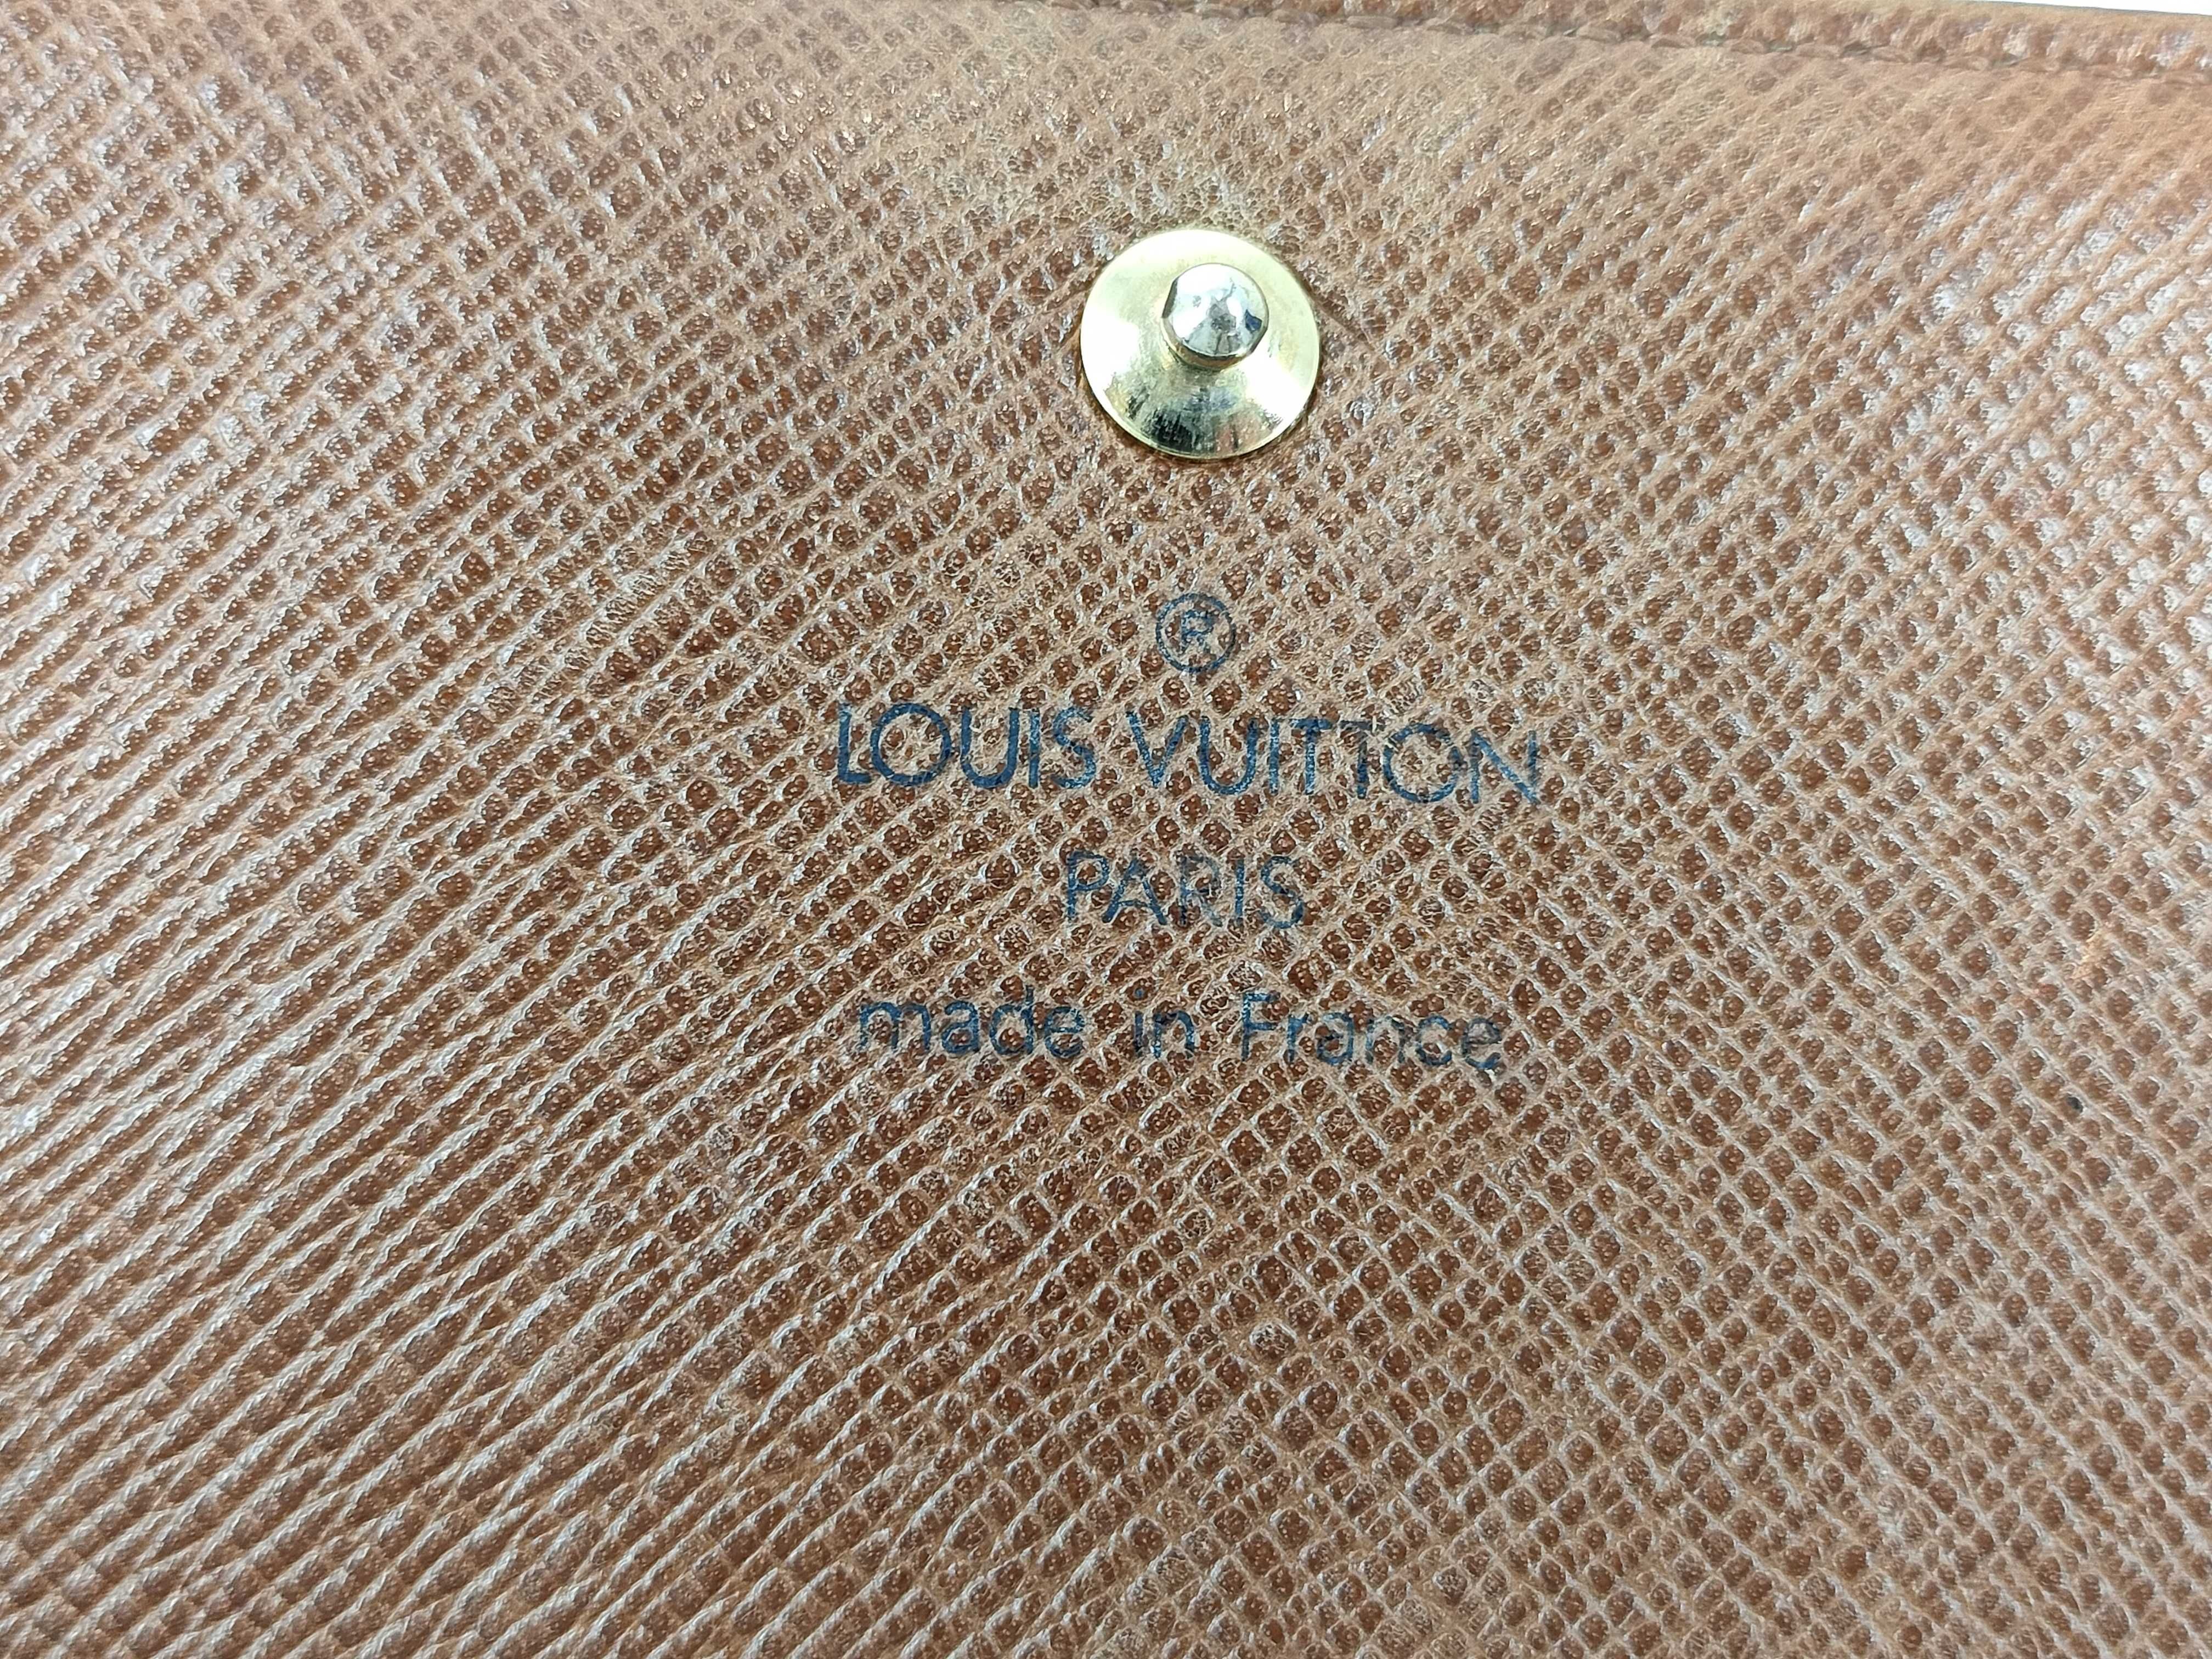 ®
LOUIS VUITTON
PARIS
made in France